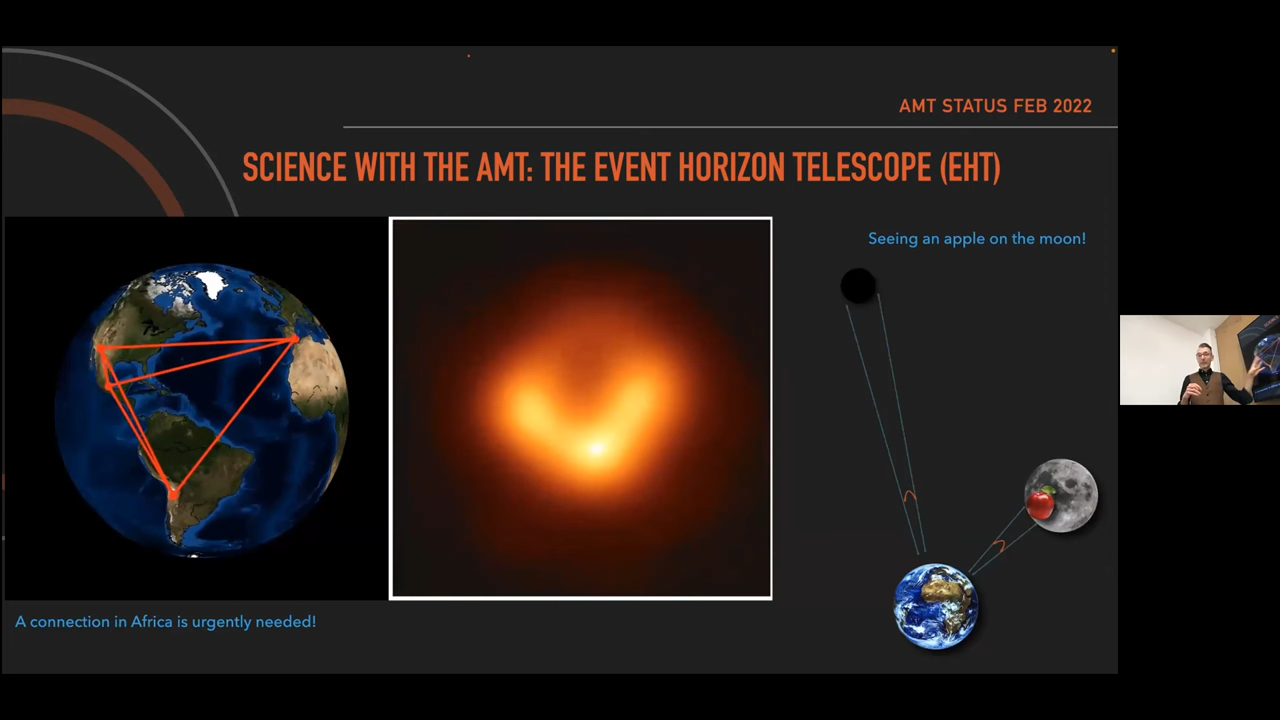 AMT STATUS FEB 2022
SCIENCE WITH THE AMT: THE EVENT HORIZON TELESCOPE (EHT)
Seeing an apple on the moon!
A connection in Africa is urgently needed!